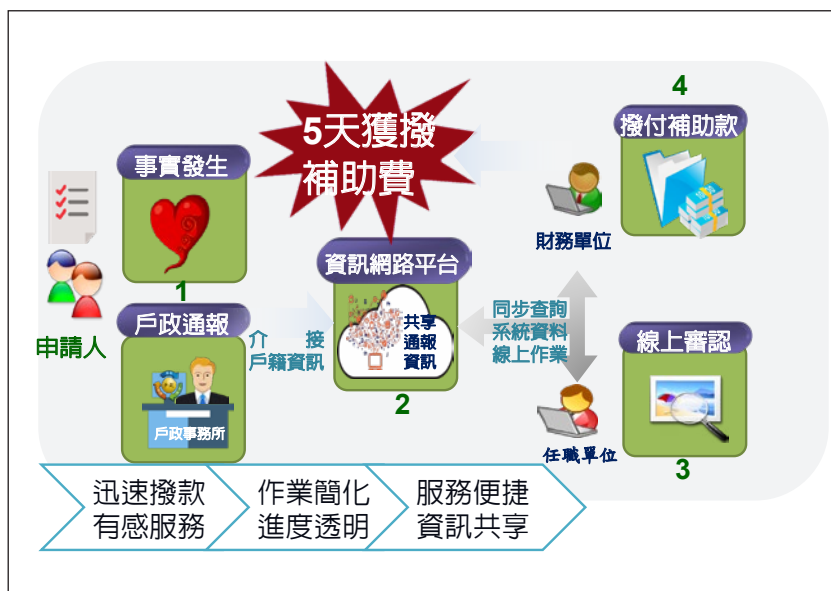 5天獲撥
補助費
4
撥付補助款
事實發生
財務單位
資訊網路平台
1
申請人
戶政通報
介 接
戶籍資訊
共享
通報
資訊
同步查詢
系統資料
線上作業
線上審認
戶政事務所
2
任職單位
3
迅速撥款
有感服務
作業簡化
進度透明
服務便捷
資訊共享